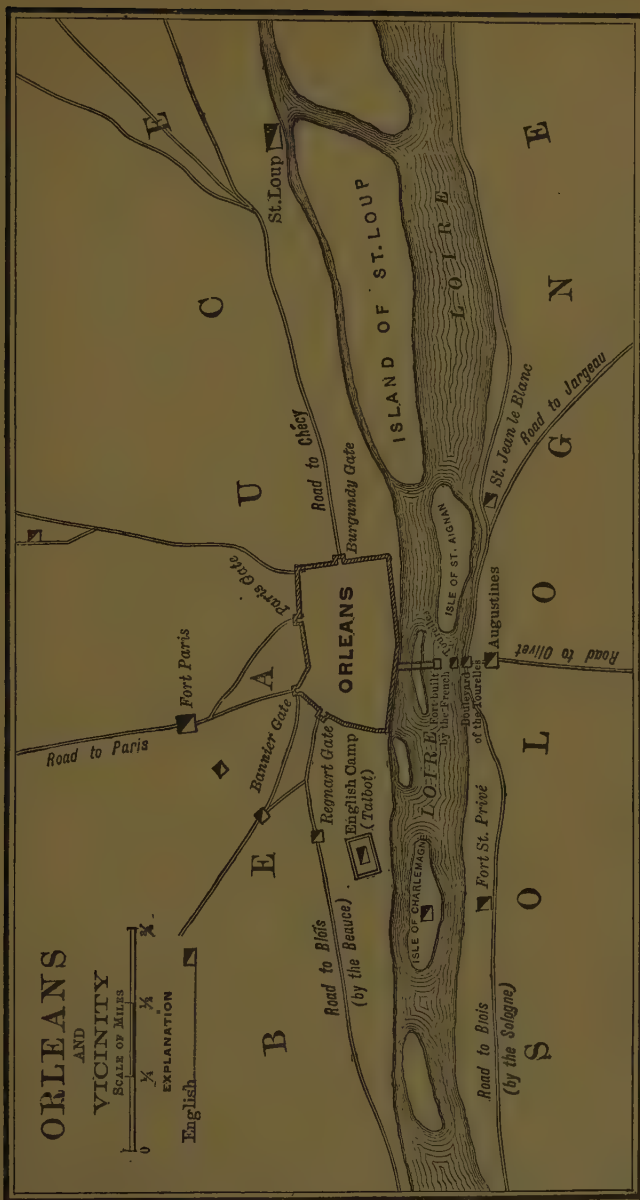 ORLEANS
AND
VICINITY
SCALE OF MILES
0 ¼ ½ ¾
EXPLANATION
English
B E A U C E
Road to Paris
Fort Paris
Paris Gate
Bannier Gate
Regnart Gate
English Camp
(Talbot)
Road to Blois
(by the Beauce)
ORLEANS
Burgundy Gate
Road to Chécy
St. Loup
ISLAND OF ST. LOUP
LOIRE
ISLE OF ST. AIGNAN
ISLE OF CHARLEMAGNE
LOIRE
Fort built
by the French
Boulevard
of the Tourelles
Augustines
St. Jean le Blanc
Road to Jargeau
Road to Olivet
Fort St. Privé
Road to Blois
(by the Sologne)
S O L O G N E